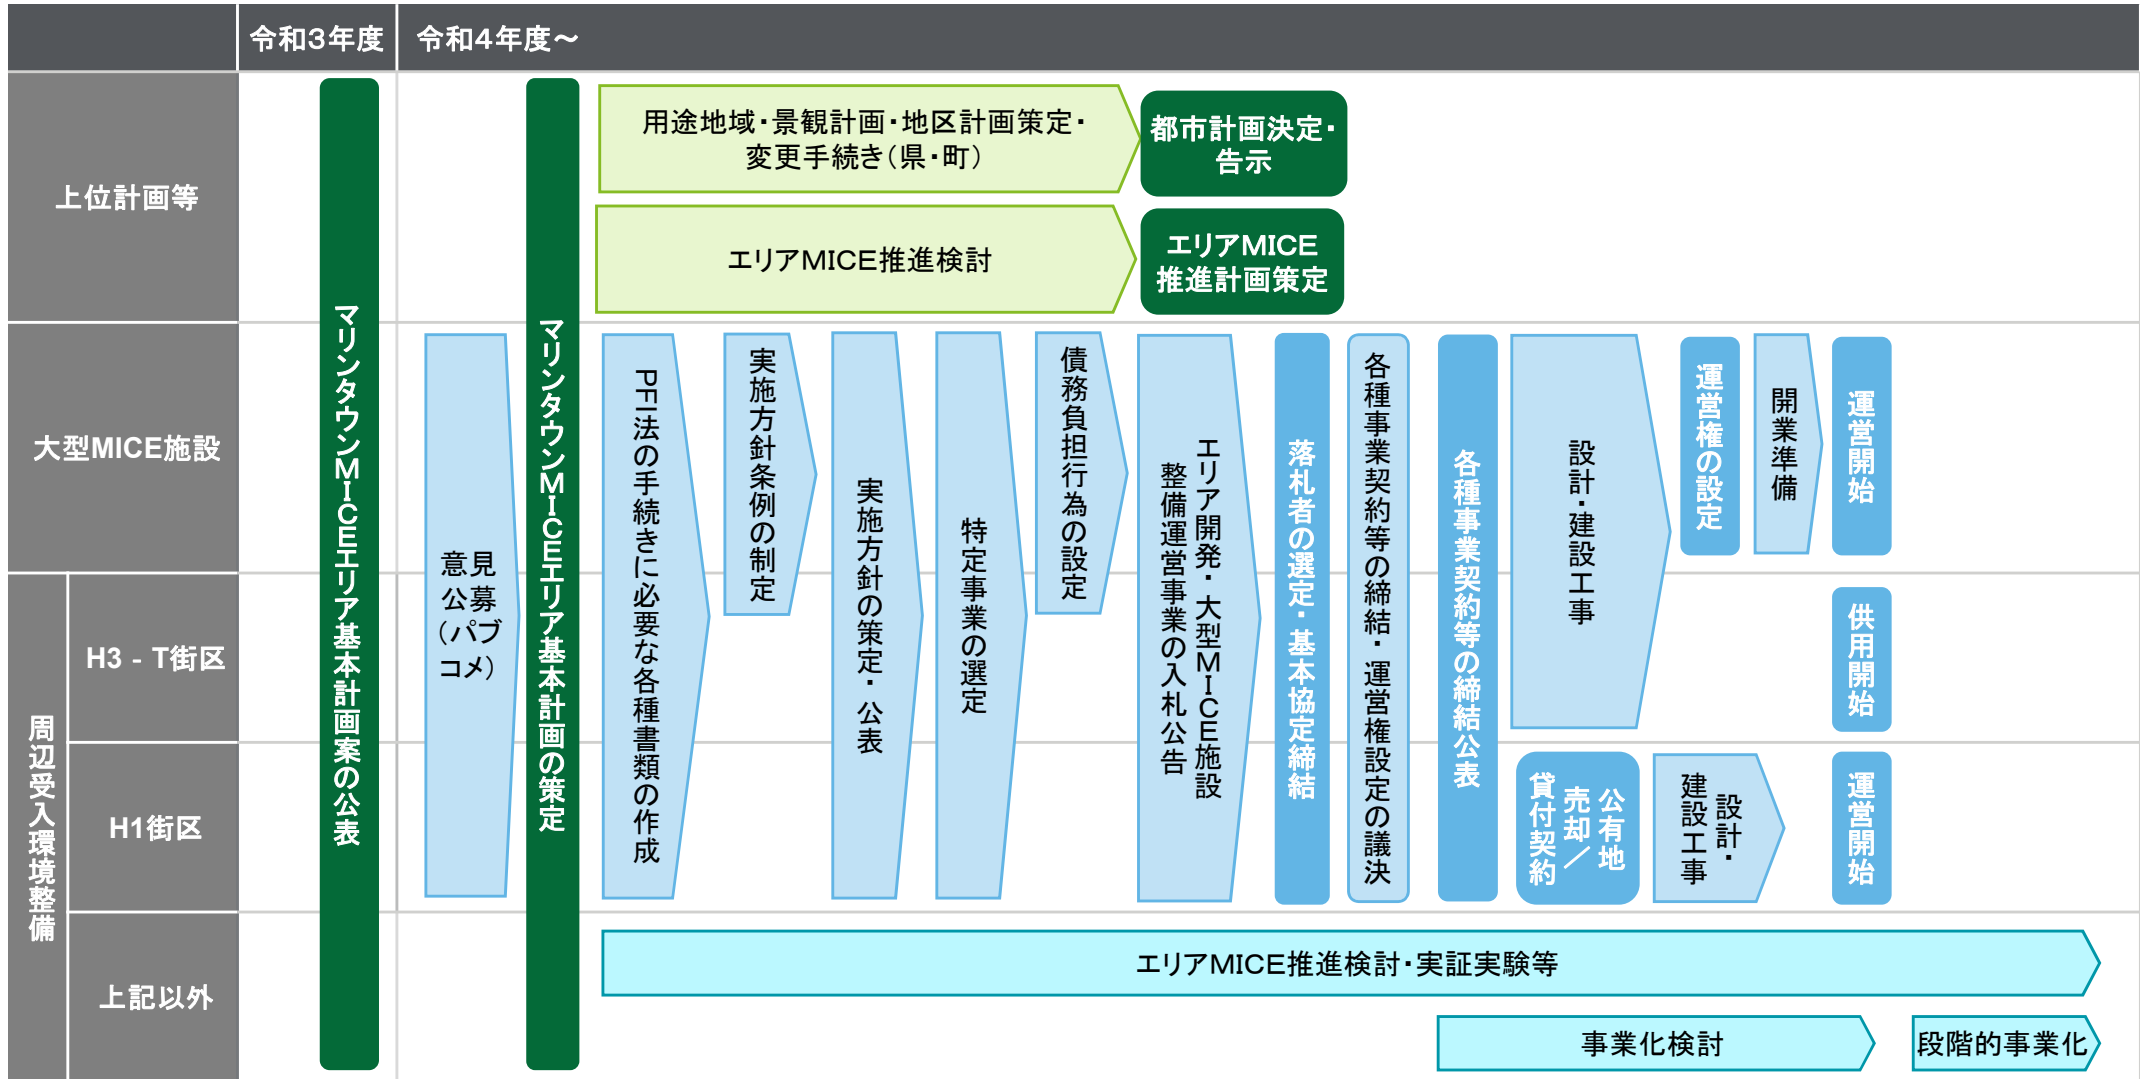 令和3年度
令和4年度～
上位計画等
大型MICE施設
周辺受入環境整備
H3 - T街区
H1街区
上記以外
マリンタウンMICEエリア基本計画案の公表
マリンタウンMICEエリア基本計画の策定
用途地域・景観計画・地区計画策定・
変更手続き(県・町)
都市計画決定・
告示
エリアMICE推進検討
エリアMICE
推進計画策定
意見
公募
(パブ
コメ)
PFI法の手続きに必要な各種書類の作成
実施方針条例の制定
実施方針の策定・公表
特定事業の選定
債務負担行為の設定
エリア開発・大型MICE施設
整備運営事業の入札公告
落札者の選定・基本協定締結
各種事業契約等の締結・運営権設定の議決
各種事業契約等の締結公表
設計・建設工事
運営権の設定
開業準備
運営開始
供用開始
公有地
売却／
貸付契約
設計・
建設工事
運営開始
エリアMICE推進検討・実証実験等
事業化検討
段階的事業化